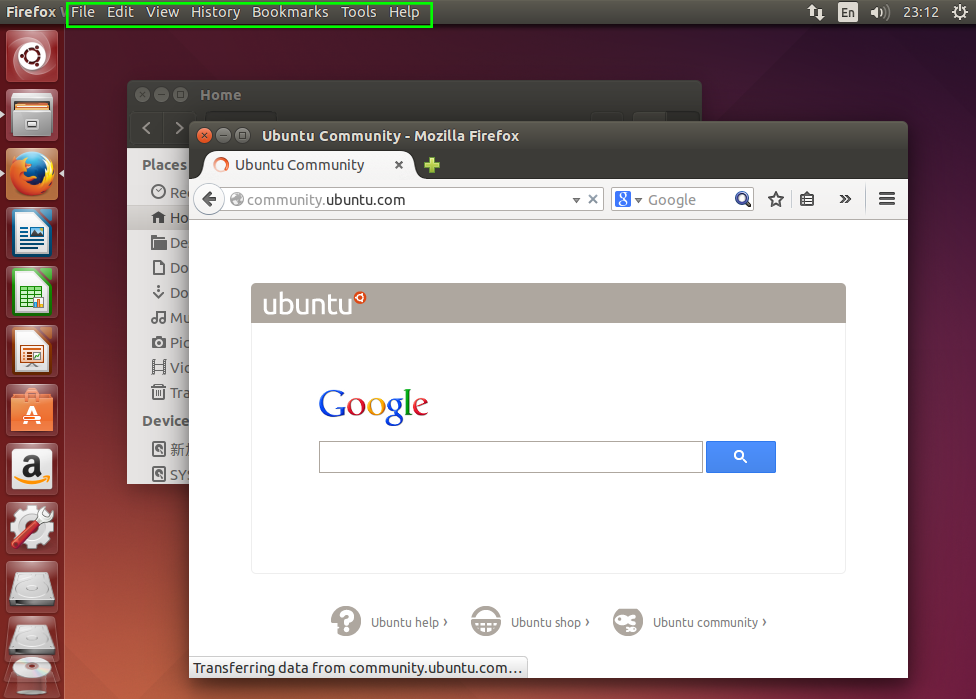 Firefox File Edit View History Bookmarks Tools Help En 23:12
Home
Ubuntu Community - Mozilla Firefox
Ubuntu Community
community.ubuntu.com Google
Places
Ho
De
Do
Do
Mu
Pic
Vid
Tra
Device
SYS
ubuntu
Google
Ubuntu help ›
Ubuntu shop ›
Ubuntu community ›
Transferring data from community.ubuntu.com…